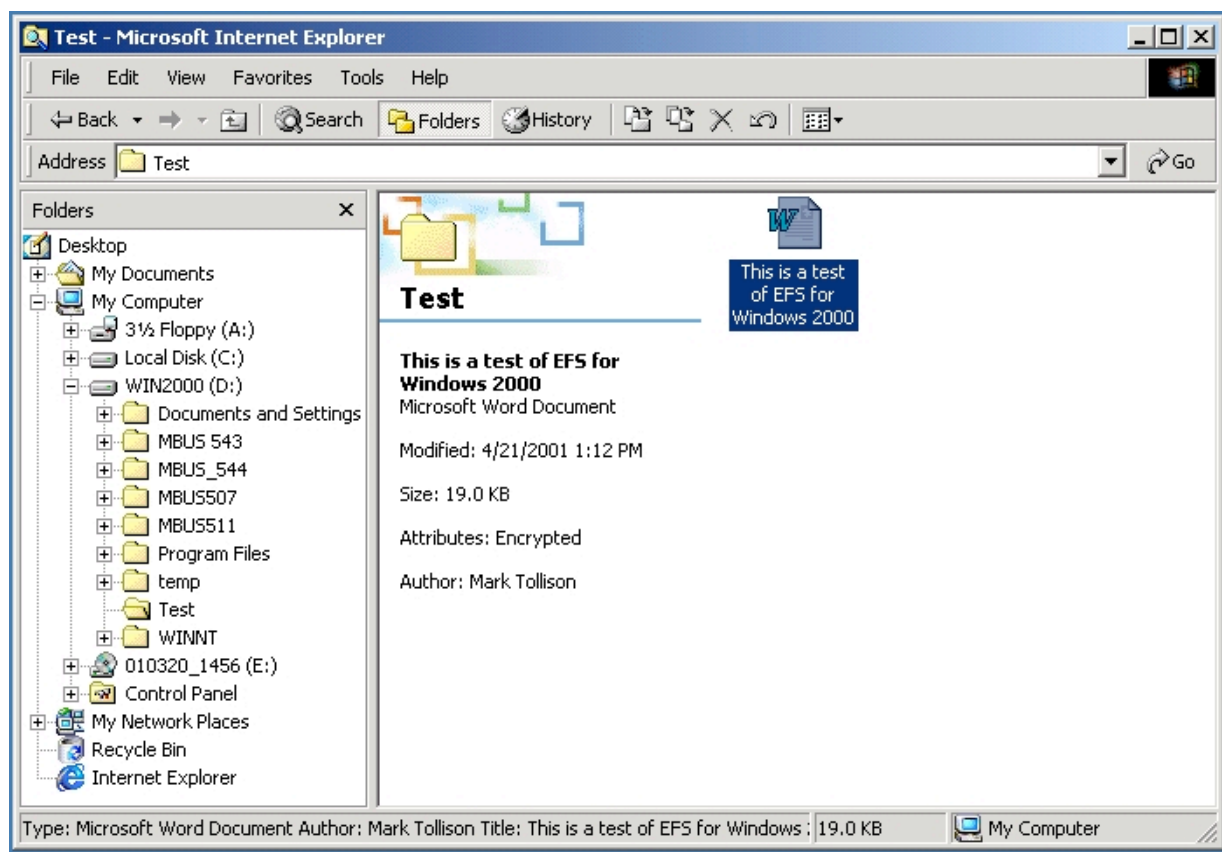 Test - Microsoft Internet Explorer
File Edit View Favorites Tools Help
Back Search Folders History
Address Test Go
Folders
Desktop
My Documents
My Computer
3½ Floppy (A:)
Local Disk (C:)
WIN2000 (D:)
Documents and Settings
MBUS 543
MBUS_544
MBUS507
MBUS511
Program Files
temp
Test
WINNT
010320_1456 (E:)
Control Panel
My Network Places
Recycle Bin
Internet Explorer
Test
This is a test of EFS for
Windows 2000
Microsoft Word Document
Modified: 4/21/2001 1:12 PM
Size: 19.0 KB
Attributes: Encrypted
Author: Mark Tollison
This is a test
of EFS for
Windows 2000
Type: Microsoft Word Document Author: Mark Tollison Title: This is a test of EFS for Windows 19.0 KB My Computer